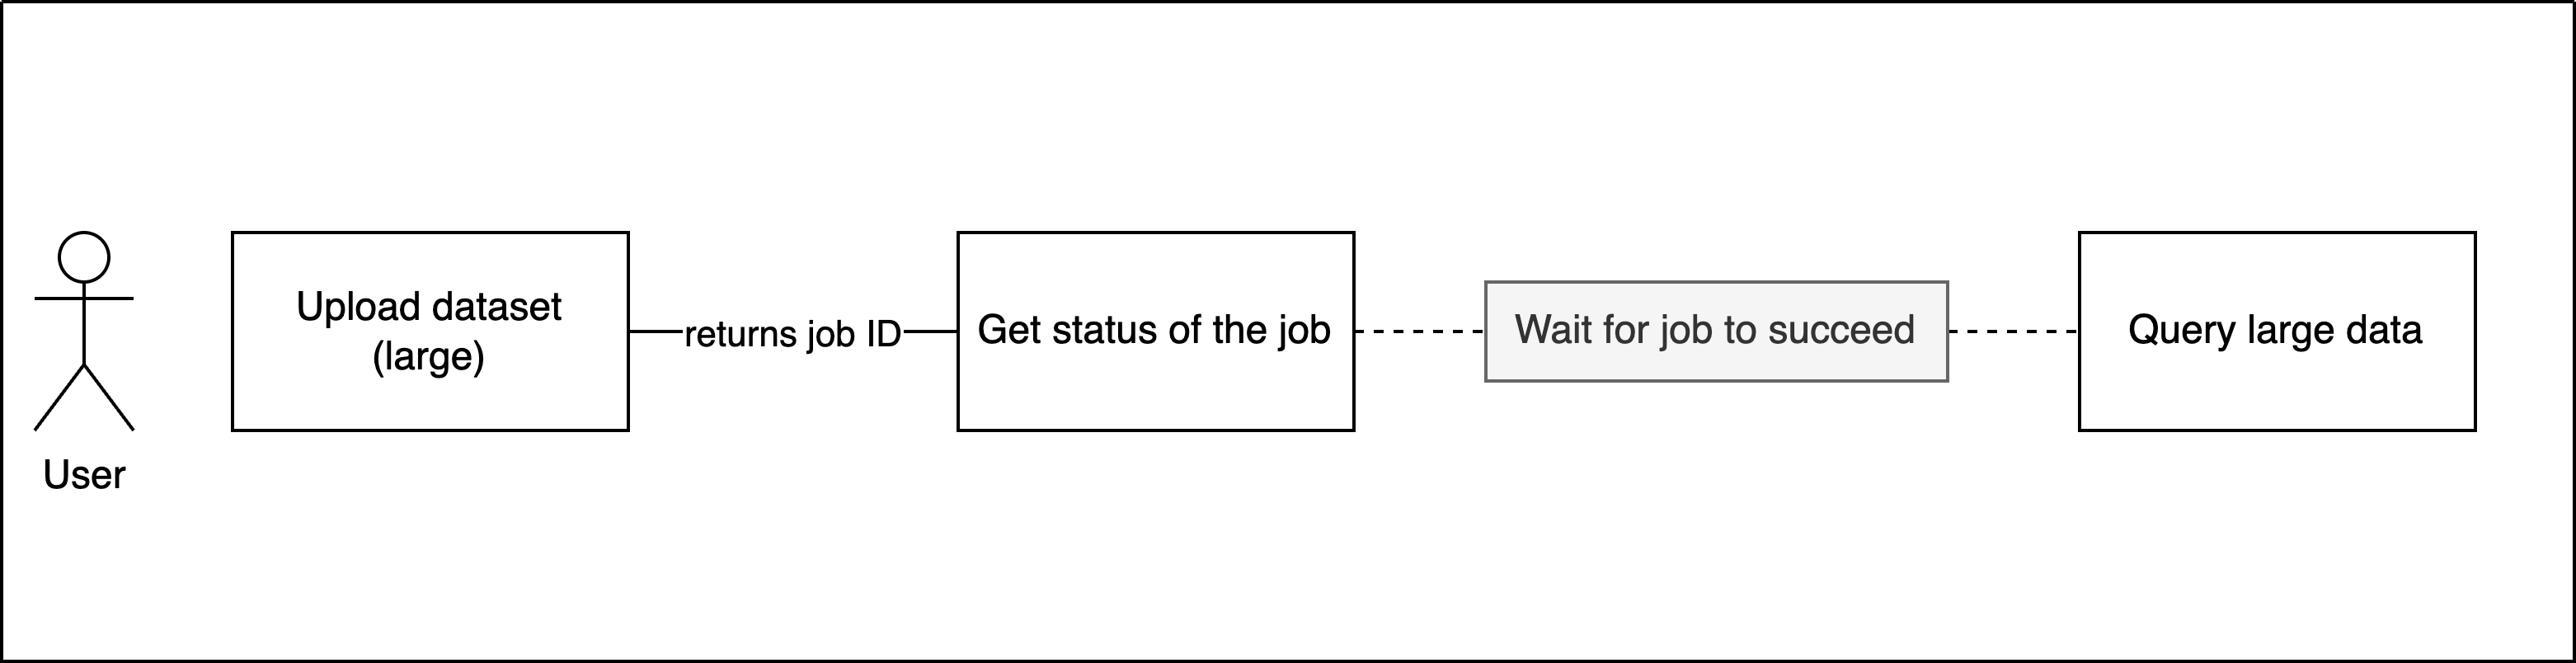 User
Upload dataset
(large)
returns job ID
Get status of the job
Wait for job to succeed
Query large data